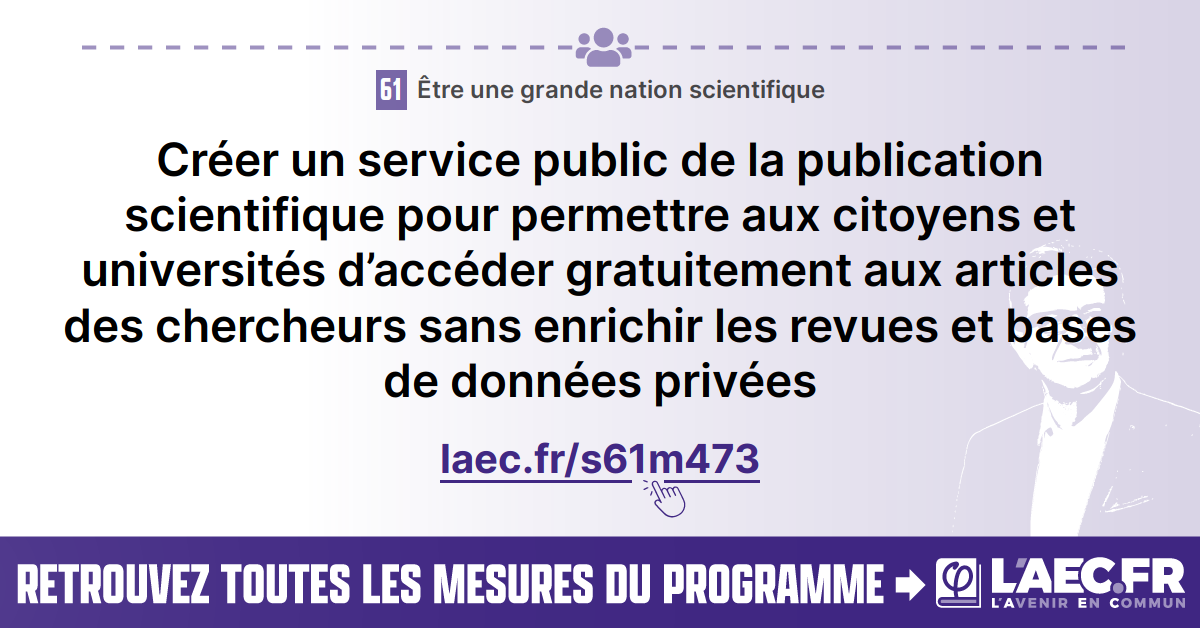 61 Être une grande nation scientifique
Créer un service public de la publication
scientifique pour permettre aux citoyens et
universités d’accéder gratuitement aux articles
des chercheurs sans enrichir les revues et bases
de données privées
laec.fr/s61m473
RETROUVEZ TOUTES LES MESURES DU PROGRAMME
φ L'AEC.FR
L'AVENIR EN COMMUN